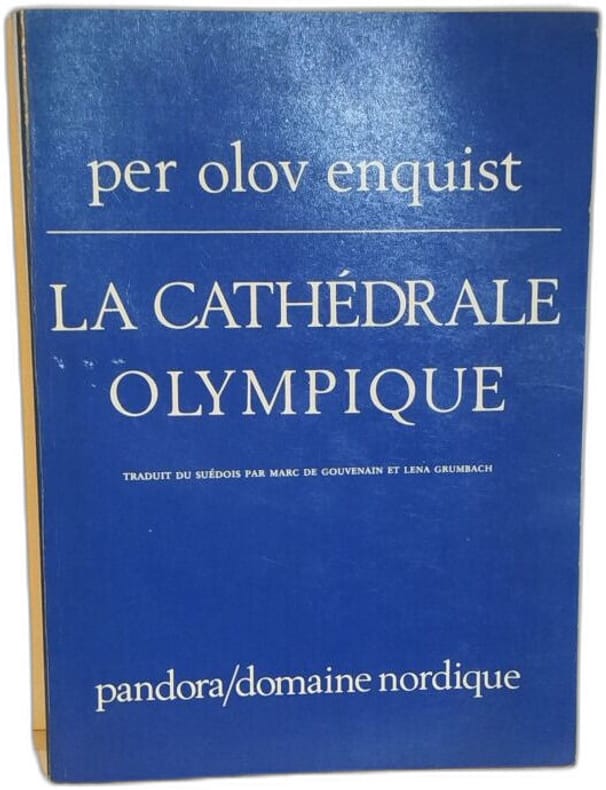 per olov enquist
LA CATHÉDRALE
OLYMPIQUE
TRADUIT DU SUÉDOIS PAR MARC DE GOUVENAIN ET LENA GRUMBACH
pandora/domaine nordique